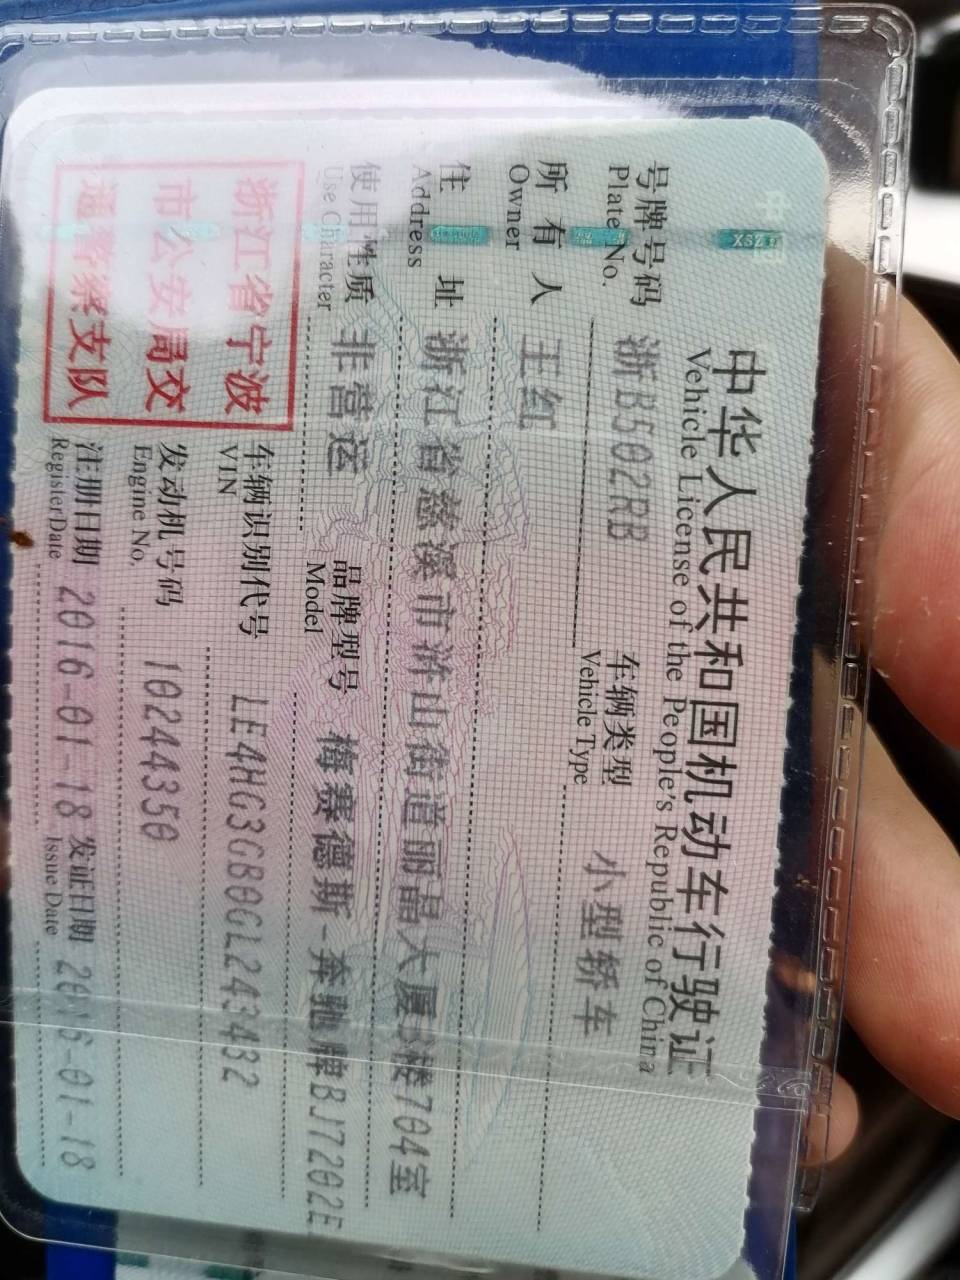 中华人民共和国机动车行驶证
Vehicle License of the People's Republic of China
号牌号码 浙B502RB 车辆类型 小型轿车
Plate No. Vehicle Type
所有人 王红
Owner
住址 浙江省慈溪市浒山街道丽晶大厦3楼704室
Address
使用性质 非营运 品牌型号 梅赛德斯-奔驰牌BJ7202E
Use Character Model
车辆识别代号 LE4HG3GB0GL243482
VIN
发动机号码 10244350
Engine No.
注册日期 2016-01-18 发证日期 2016-01-18
Register Date Issue Date
浙江省宁波
市公安局交
通警察支队
XSZ